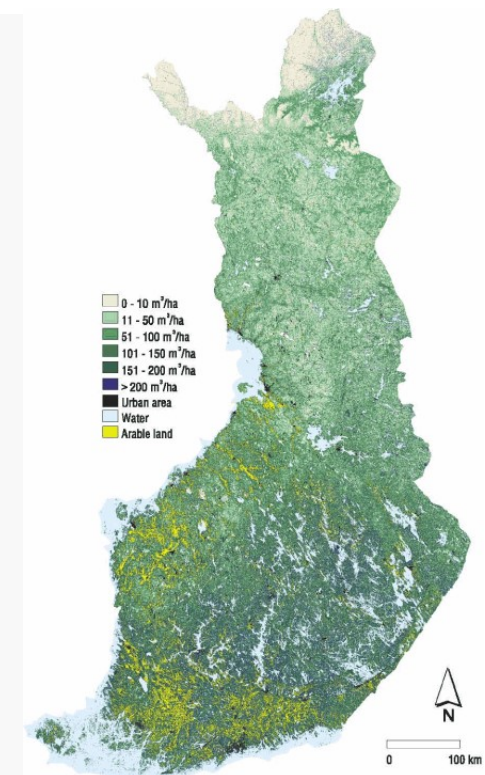 0 - 10 m³/ha
11 - 50 m³/ha
51 - 100 m³/ha
101 - 150 m³/ha
151 - 200 m³/ha
> 200 m³/ha
Urban area
Water
Arable land
N
0 100 km